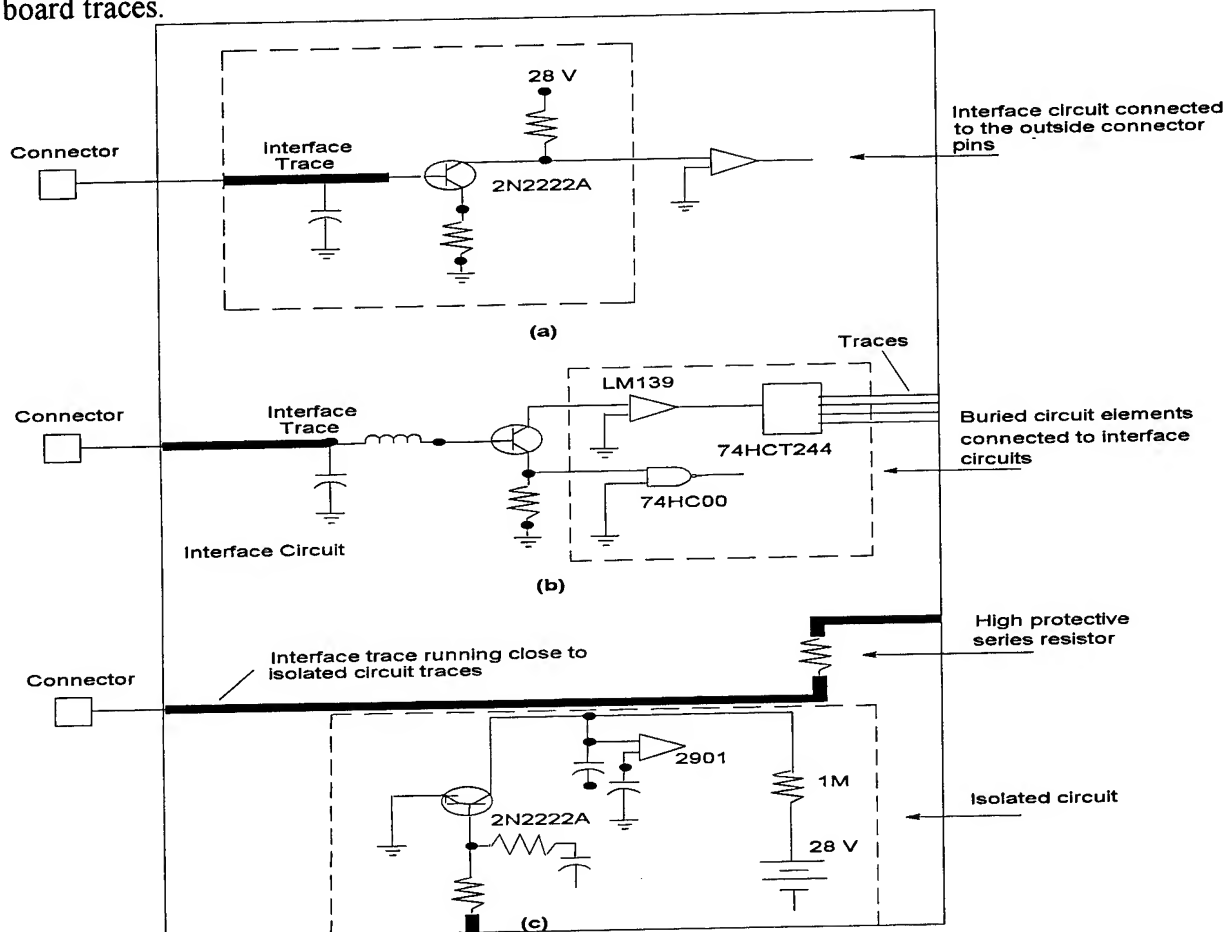 board traces.
28 V
Connector
Interface
Trace
2N2222A
Interface circuit connected
to the outside connector
pins
(a)
Traces
LM139
Connector
Interface
Trace
74HCT244
Buried circuit elements
connected to interface
circuits
74HC00
Interface Circuit
(b)
High protective
series resistor
Interface trace running close to
isolated circuit traces
Connector
2901
1M
2N2222A
Isolated circuit
28 V
(c)